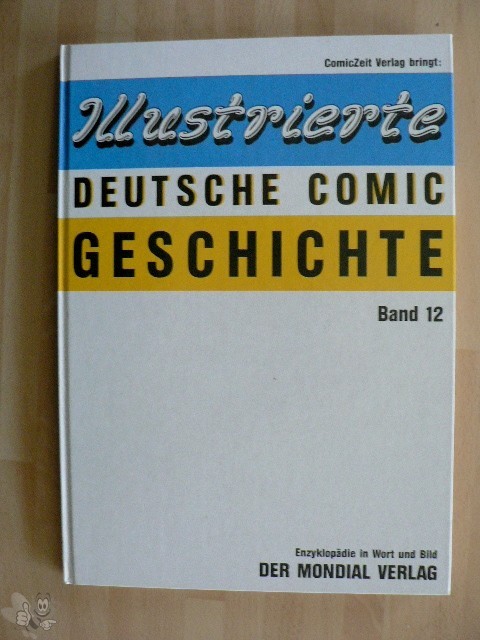 ComicZeit Verlag bringt:
Illustrierte
DEUTSCHE COMIC
GESCHICHTE
Band 12
Enzyklopädie in Wort und Bild
DER MONDIAL VERLAG